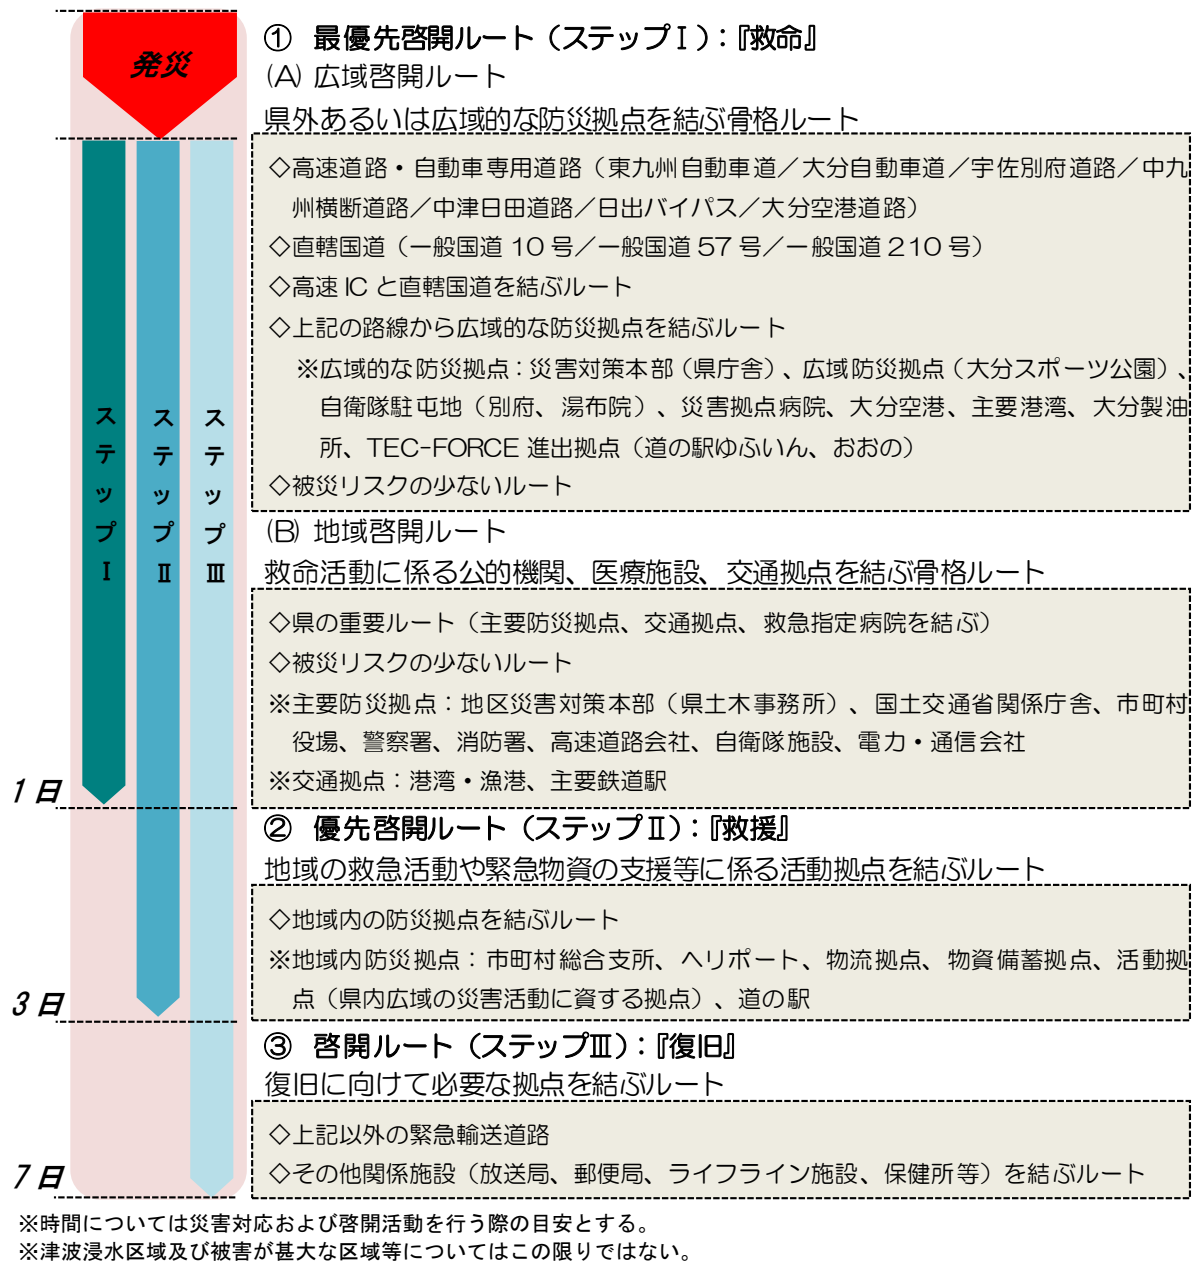 発災
① 最優先啓開ルート（ステップⅠ）：『救命』
(A) 広域啓開ルート
県外あるいは広域的な防災拠点を結ぶ骨格ルート
◇高速道路・自動車専用道路（東九州自動車道／大分自動車道／宇佐別府道路／中九
州横断道路／中津日田道路／日出バイパス／大分空港道路）
◇直轄国道（一般国道 10 号／一般国道 57 号／一般国道 210 号）
◇高速 IC と直轄国道を結ぶルート
◇上記の路線から広域的な防災拠点を結ぶルート
※広域的な防災拠点：災害対策本部（県庁舎）、広域防災拠点（大分スポーツ公園）、
自衛隊駐屯地（別府、湯布院）、災害拠点病院、大分空港、主要港湾、大分製油
所、TEC-FORCE 進出拠点（道の駅ゆふいん、おおの）
◇被災リスクの少ないルート
(B) 地域啓開ルート
救命活動に係る公的機関、医療施設、交通拠点を結ぶ骨格ルート
◇県の重要ルート（主要防災拠点、交通拠点、救急指定病院を結ぶ）
◇被災リスクの少ないルート
※主要防災拠点：地区災害対策本部（県土木事務所）、国土交通省関係庁舎、市町村
役場、警察署、消防署、高速道路会社、自衛隊施設、電力・通信会社
※交通拠点：港湾・漁港、主要鉄道駅
ステップⅠ
ステップⅡ
ステップⅢ
1日
② 優先啓開ルート（ステップⅡ）：『救援』
地域の救急活動や緊急物資の支援等に係る活動拠点を結ぶルート
◇地域内の防災拠点を結ぶルート
※地域内防災拠点：市町村総合支所、ヘリポート、物流拠点、物資備蓄拠点、活動拠
点（県内広域の災害活動に資する拠点）、道の駅
3日
③ 啓開ルート（ステップⅢ）：『復旧』
復旧に向けて必要な拠点を結ぶルート
◇上記以外の緊急輸送道路
◇その他関係施設（放送局、郵便局、ライフライン施設、保健所等）を結ぶルート
7日
※時間については災害対応および啓開活動を行う際の目安とする。
※津波浸水区域及び被害が甚大な区域等についてはこの限りではない。